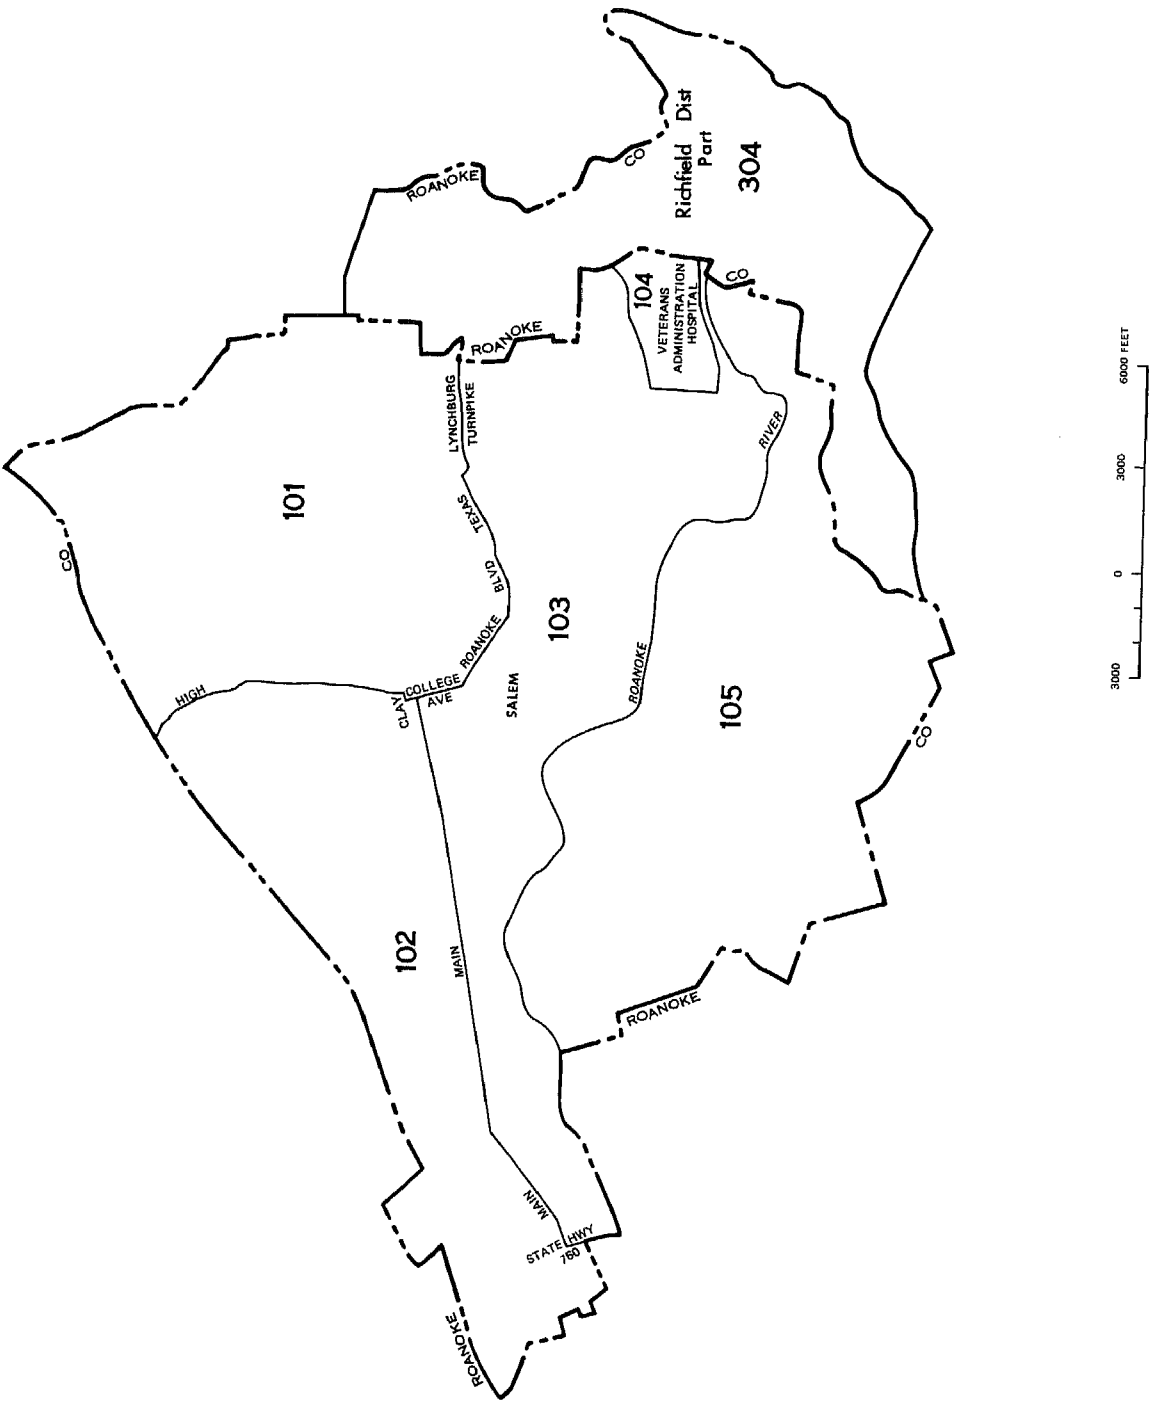 CO
ROANOKE
CO
Richfield Dist
Part
304
104
VETERANS
ADMINISTRATION
HOSPITAL
CO
ROANOKE
LYNCHBURG
TURNPIKE
101
TEXAS
BLVD
ROANOKE
COLLEGE
AVE
CLAY
HIGH
SALEM
103
RIVER
ROANOKE
105
CO
102
MAIN
ROANOKE
MAIN
STATE HWY
760
ROANOKE
3000 0 3000 6000 FEET